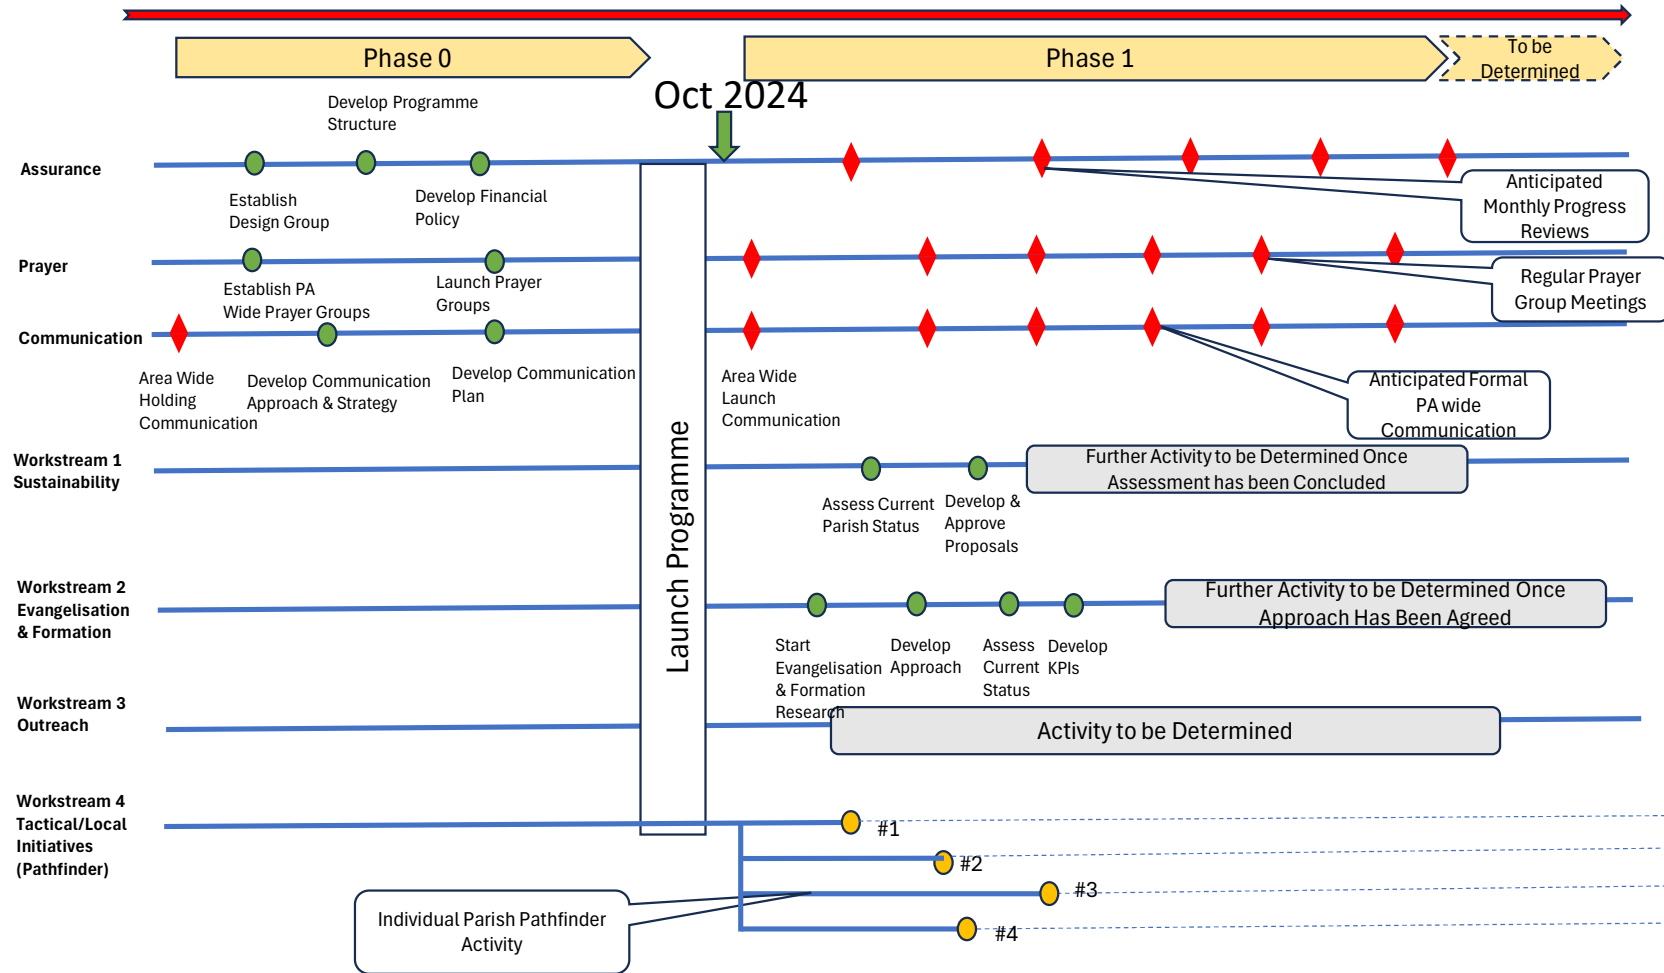 Phase 0
Phase 1
To be
Determined
Oct 2024
Develop Programme
Structure
Assurance
Establish
Design Group
Develop Financial
Policy
Anticipated
Monthly Progress
Reviews
Prayer
Establish PA
Wide Prayer Groups
Launch Prayer
Groups
Regular Prayer
Group Meetings
Communication
Area Wide
Holding
Communication
Develop Communication
Approach & Strategy
Develop Communication
Plan
Area Wide
Launch
Communication
Anticipated Formal
PA wide
Communication
Launch Programme
Workstream 1
Sustainability
Further Activity to be Determined Once
Assessment has been Concluded
Assess Current
Parish Status
Develop &
Approve
Proposals
Workstream 2
Evangelisation
& Formation
Further Activity to be Determined Once
Approach Has Been Agreed
Start
Evangelisation
& Formation
Research
Develop
Approach
Assess
Current
Status
Develop
KPIs
Workstream 3
Outreach
Activity to be Determined
Workstream 4
Tactical/Local
Initiatives
(Pathfinder)
#1
#2
#3
#4
Individual Parish Pathfinder
Activity